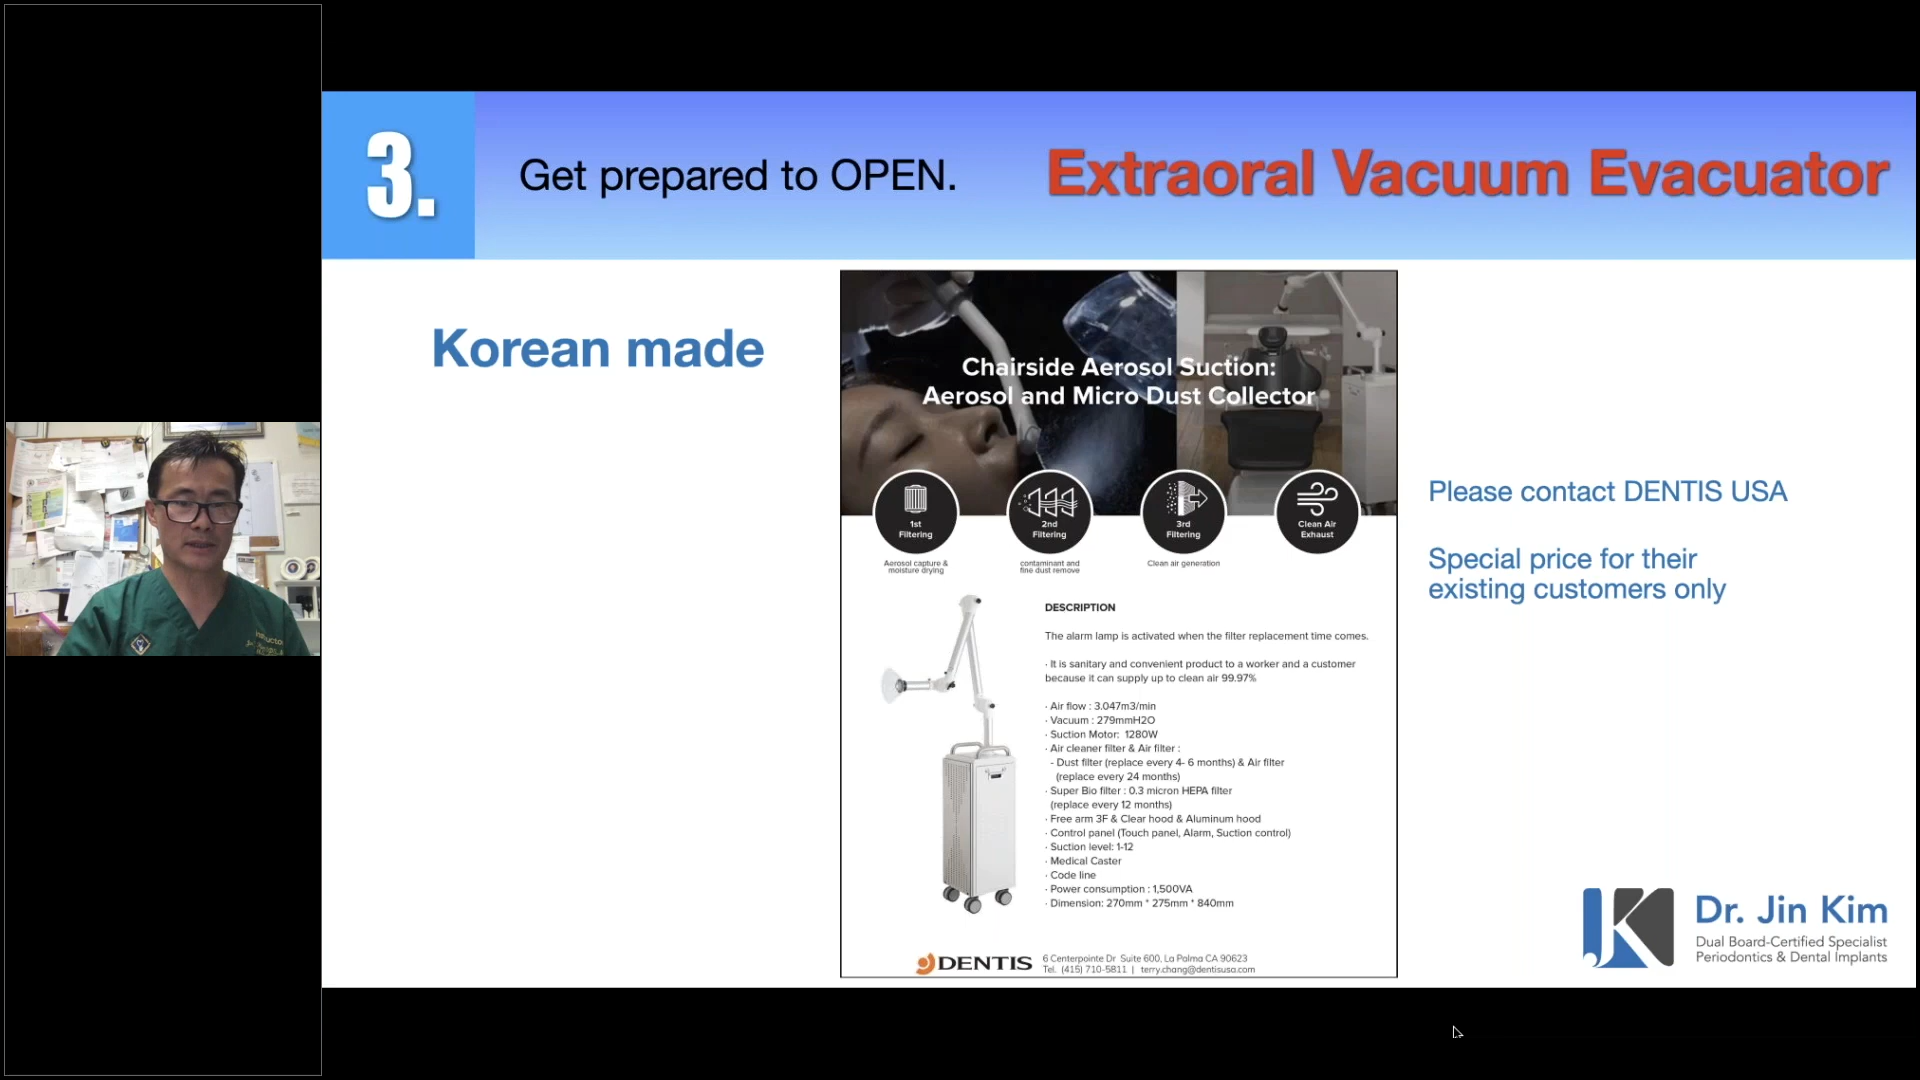 3.
Get prepared to OPEN.
Extraoral Vacuum Evacuator
Korean made
Chairside Aerosol Suction:
Aerosol and Micro Dust Collector
1st
Filtering
2nd
Filtering
3rd
Filtering
Clean Air
Exhaust
Aerosol capture &
moisture drying
contaminant and
fine dust remove
Clean air generation
DESCRIPTION
The alarm lamp is activated when the filter replacement time comes.
· It is sanitary and convenient product to a worker and a customer
because it can supply up to clean air 99.97%
· Air flow : 3.047m3/min
· Vacuum : 279mmH2O
· Suction Motor: 1280W
· Air cleaner filter & Air filter :
- Dust filter (replace every 4- 6 months) & Air filter
(replace every 24 months)
· Super Bio filter : 0.3 micron HEPA filter
(replace every 12 months)
· Free arm 3F & Clear hood & Aluminum hood
· Control panel (Touch panel, Alarm, Suction control)
· Suction level: 1-12
· Medical Caster
· Code line
· Power consumption : 1,500VA
· Dimension: 270mm * 275mm * 840mm
DENTIS
6 Centerpointe Dr Suite 600, La Palma CA 90623
Tel. (415) 710-5811 | terry.chang@dentisusa.com
Please contact DENTIS USA
Special price for their
existing customers only
JK
Dr. Jin Kim
Dual Board-Certified Specialist
Periodontics & Dental Implants